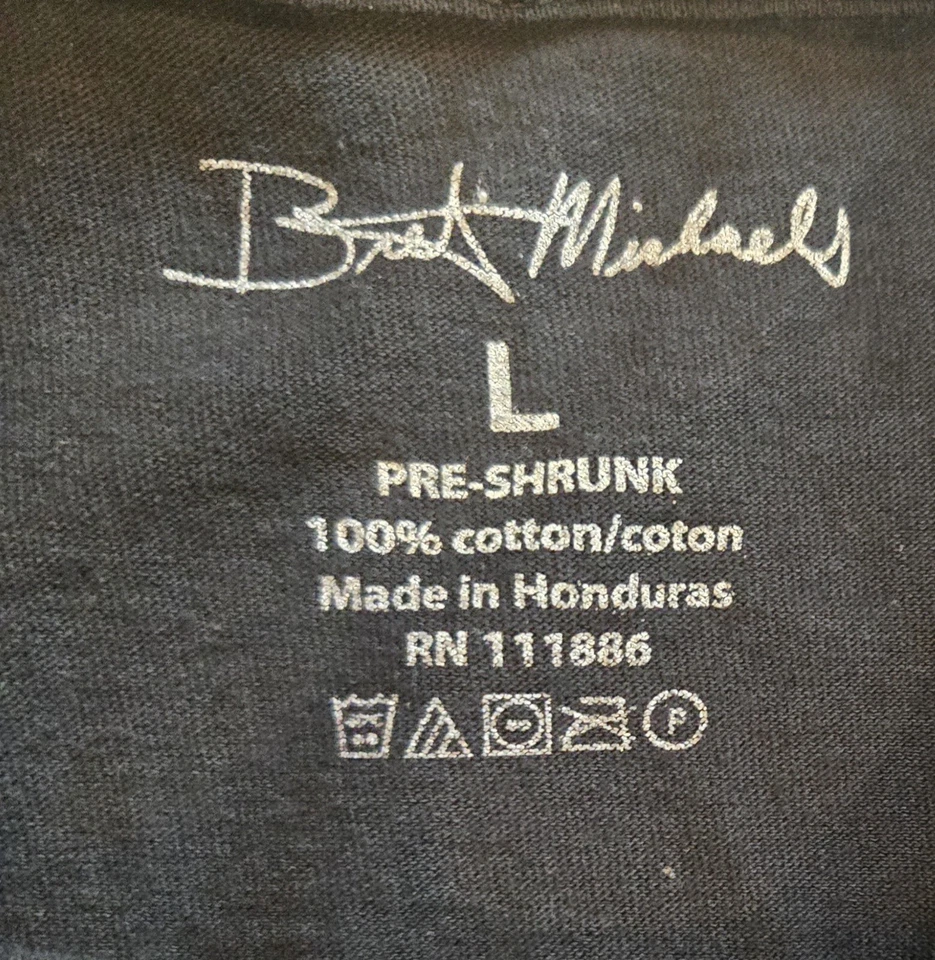 Bret Michaels
L
PRE-SHRUNK
100% cotton/coton
Made in Honduras
RN 111886
P